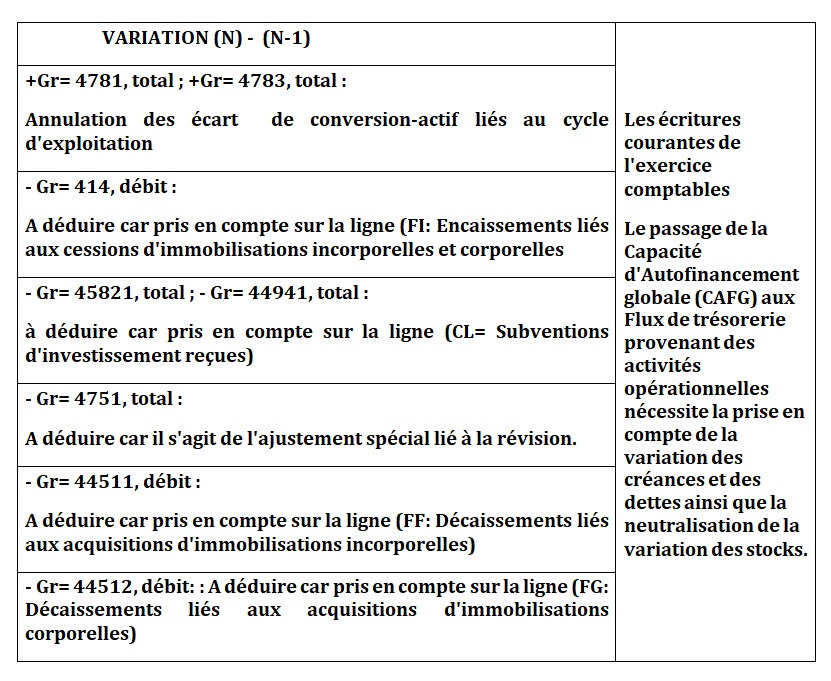 VARIATION (N) - (N-1)
+Gr= 4781, total ; +Gr= 4783, total :
Annulation des écart de conversion-actif liés au cycle
d'exploitation
- Gr= 414, débit :
A déduire car pris en compte sur la ligne (FI: Encaissements liés
aux cessions d'immobilisations incorporelles et corporelles
- Gr= 45821, total ; - Gr= 44941, total :
à déduire car pris en compte sur la ligne (CL= Subventions
d'investissement reçues)
- Gr= 4751, total :
A déduire car il s'agit de l'ajustement spécial lié à la révision.
- Gr= 44511, débit :
A déduire car pris en compte sur la ligne (FF: Décaissements liés
aux acquisitions d'immobilisations incorporelles)
- Gr= 44512, débit: : A déduire car pris en compte sur la ligne (FG:
Décaissements liés aux acquisitions d'immobilisations
corporelles)
Les écritures
courantes de
l'exercice
comptables
Le passage de la
Capacité
d'Autofinancement
globale (CAFG) aux
Flux de trésorerie
provenant des
activités
opérationnelles
nécessite la prise en
compte de la
variation des
créances et des
dettes ainsi que la
neutralisation de la
variation des stocks.